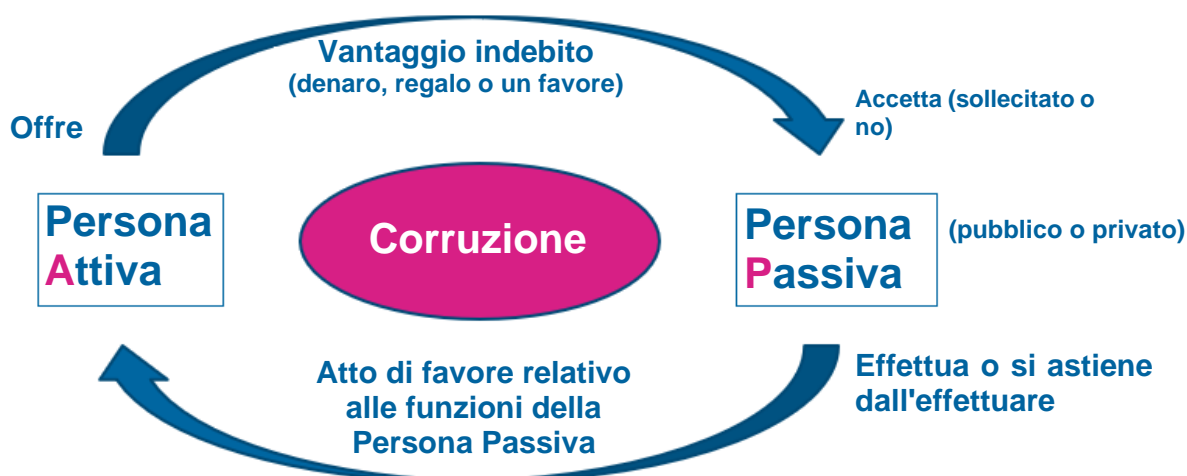 Vantaggio indebito
(denaro, regalo o un favore)
Offre
Accetta (sollecitato o
no)
Persona
Attiva
Corruzione
Persona
Passiva
(pubblico o privato)
Atto di favore relativo
alle funzioni della
Persona Passiva
Effettua o si astiene
dall'effettuare